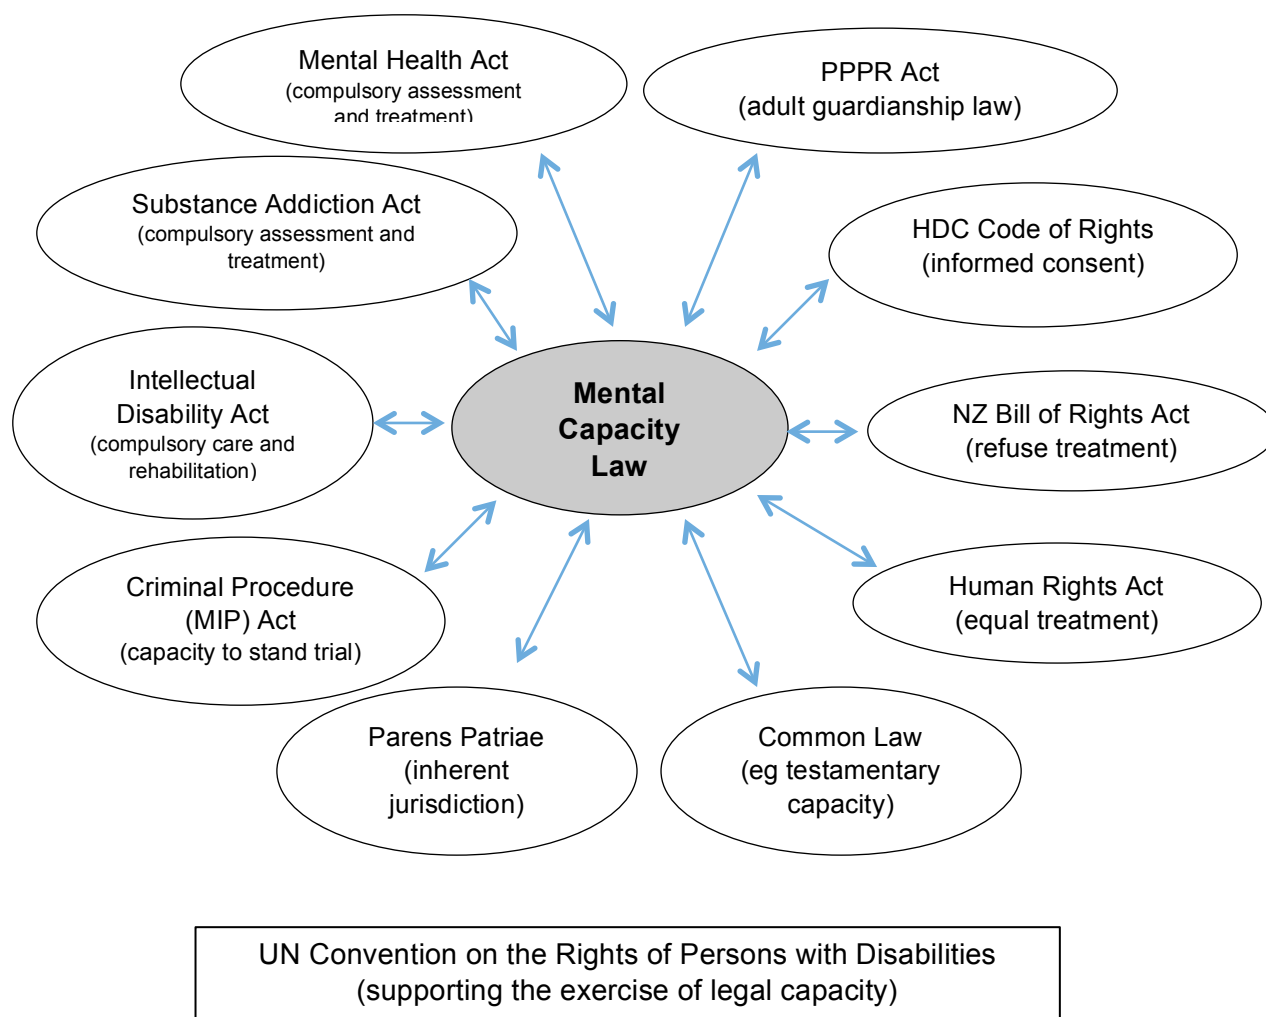 Mental Health Act
(compulsory assessment
and treatment)
PPPR Act
(adult guardianship law)
Substance Addiction Act
(compulsory assessment and
treatment)
HDC Code of Rights
(informed consent)
Intellectual
Disability Act
(compulsory care and
rehabilitation)
Mental
Capacity
Law
NZ Bill of Rights Act
(refuse treatment)
Criminal Procedure
(MIP) Act
(capacity to stand trial)
Human Rights Act
(equal treatment)
Parens Patriae
(inherent
jurisdiction)
Common Law
(eg testamentary
capacity)
UN Convention on the Rights of Persons with Disabilities
(supporting the exercise of legal capacity)